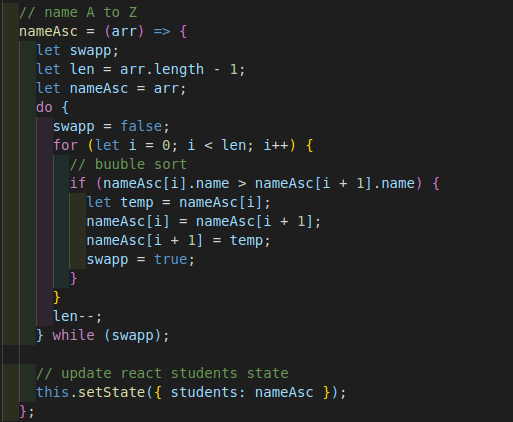 // name A to Z
nameAsc = (arr) => {
let swapp;
let len = arr.length - 1;
let nameAsc = arr;
do {
swapp = false;
for (let i = 0; i < len; i++) {
// buuble sort
if (nameAsc[i].name > nameAsc[i + 1].name) {
let temp = nameAsc[i];
nameAsc[i] = nameAsc[i + 1];
nameAsc[i + 1] = temp;
swapp = true;
}
}
len--;
} while (swapp);
// update react students state
this.setState({ students: nameAsc });
};